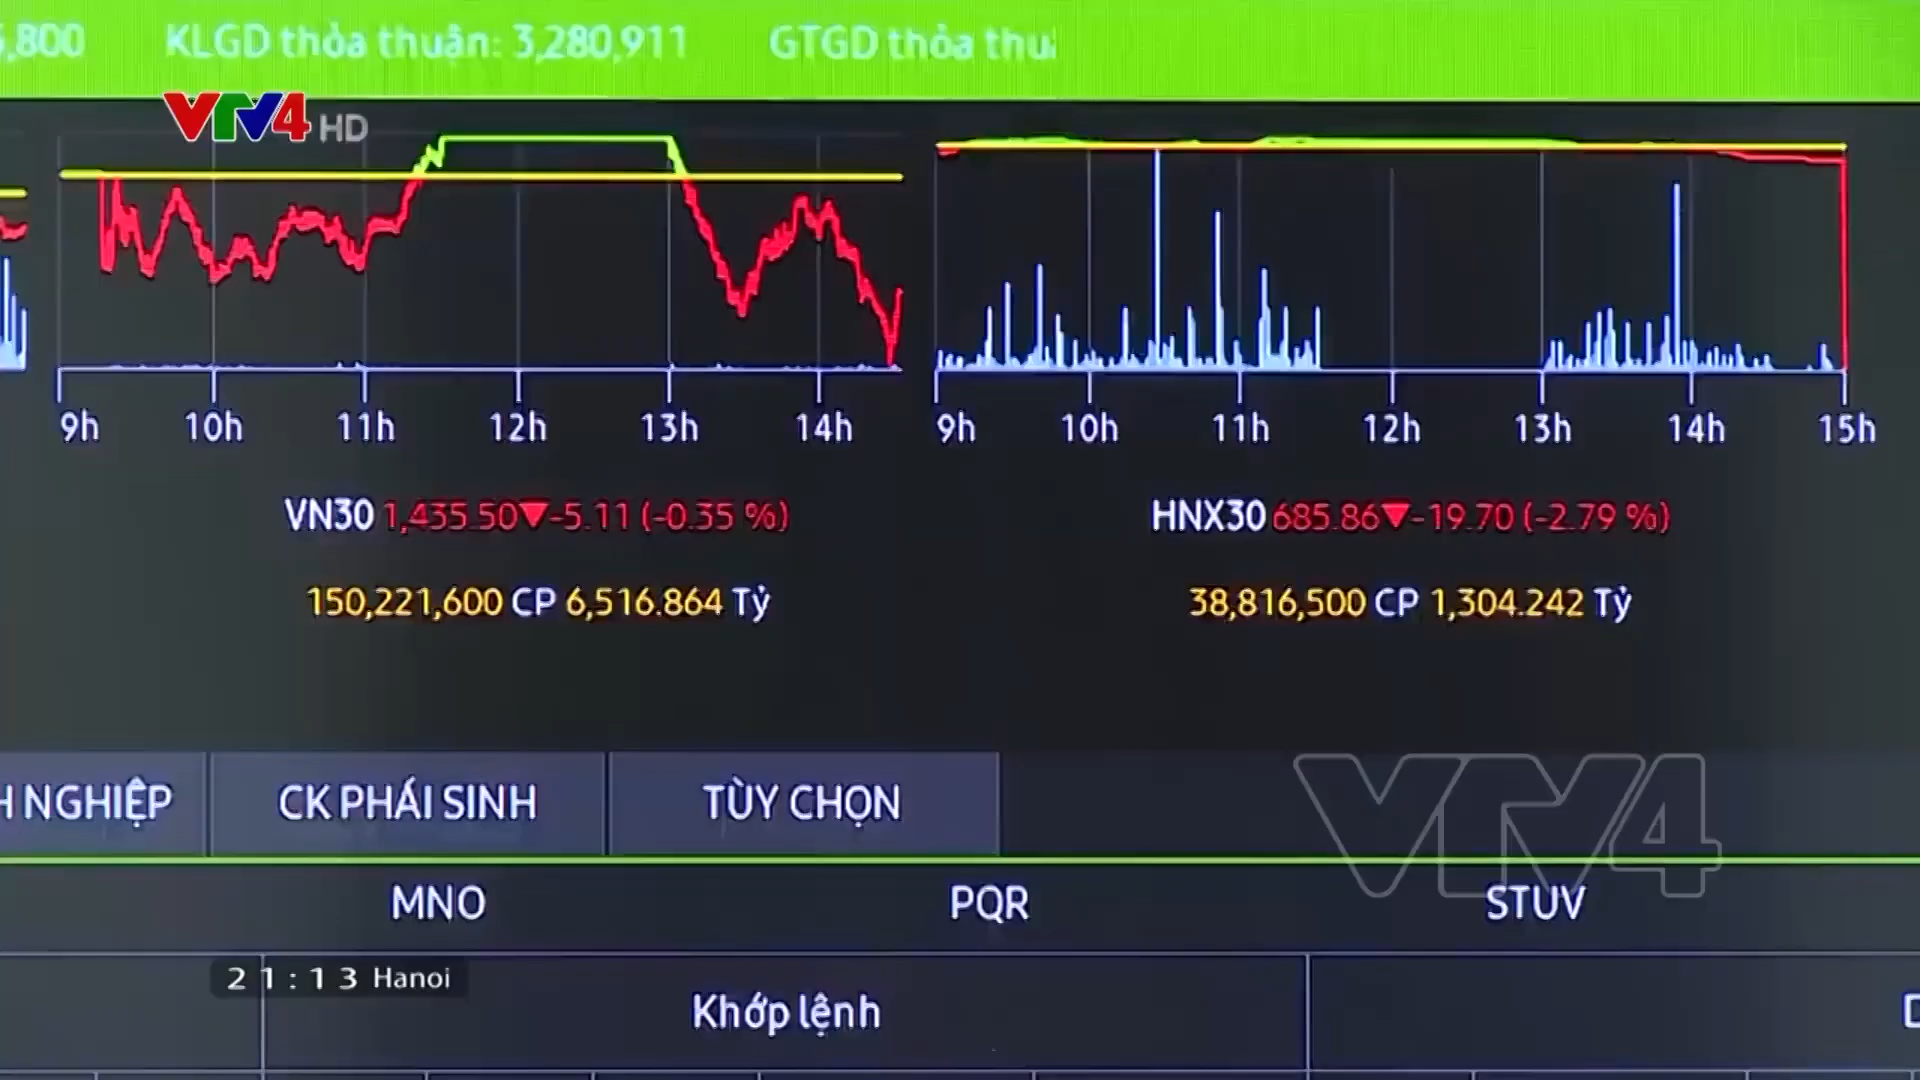 5,800 KLGD thỏa thuận: 3,280,911 GTGD thỏa thu
VTV4 HD
9h 10h 11h 12h 13h 14h
9h 10h 11h 12h 13h 14h 15h
VN30 1,435.50▼-5.11 (-0.35 %)
150,221,600 CP 6,516.864 Tỷ
HNX30 685.86▼-19.70 (-2.79 %)
38,816,500 CP 1,304.242 Tỷ
H NGHIỆP CK PHÁI SINH TÙY CHỌN
VTV4
MNO PQR STUV
21:13 Hanoi
Khớp lệnh